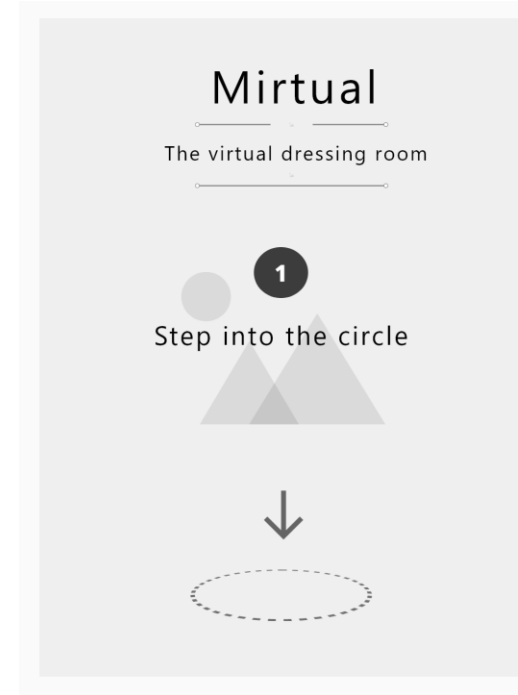 Mirtual
The virtual dressing room
1
Step into the circle